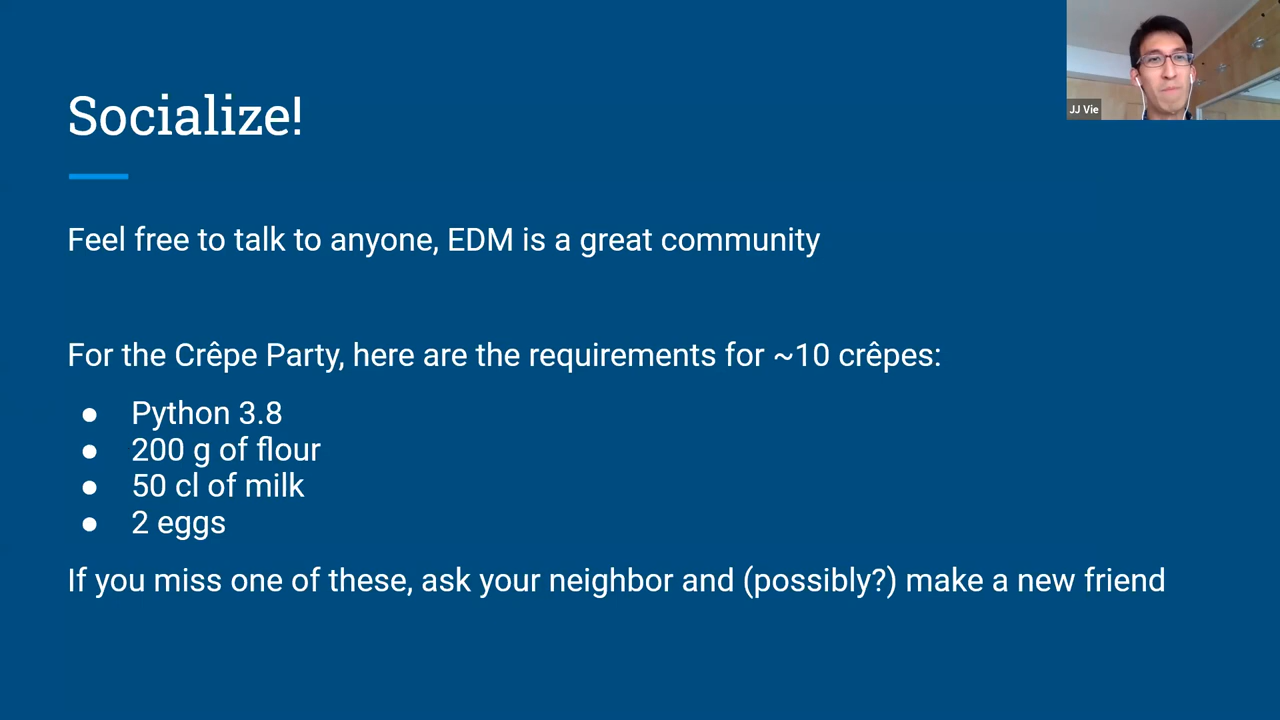 Socialize!
JJ Vie
Feel free to talk to anyone, EDM is a great community
For the Crêpe Party, here are the requirements for ~10 crêpes:
● Python 3.8
● 200 g of flour
● 50 cl of milk
● 2 eggs
If you miss one of these, ask your neighbor and (possibly?) make a new friend